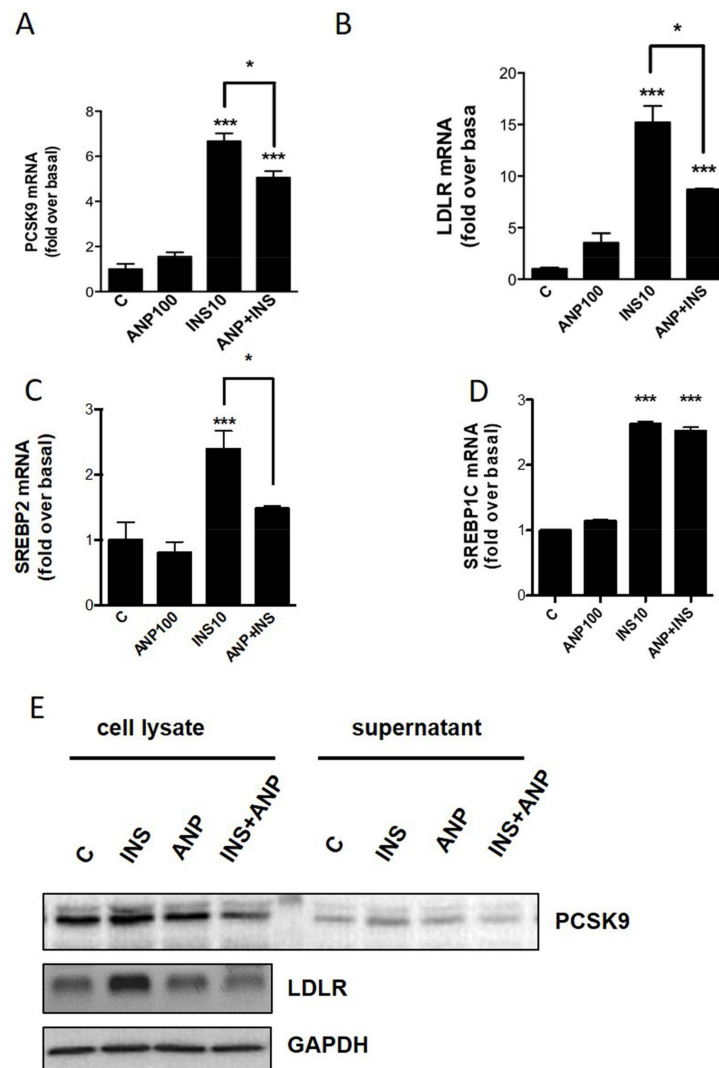 A
*
PCSK9 mRNA
(fold over basal)
8
6
4
2
0
***
***
C
ANP100
INS10
ANP+INS
B
*
LDLR mRNA
(fold over basa
20
15
10
5
0
***
***
C
ANP100
INS10
ANP+INS
C
*
SREBP2 mRNA
(fold over basal)
3
2
1
0
***
C
ANP100
INS10
ANP+INS
D
SREBP1C mRNA
(fold over basal)
3
2
1
0
***
***
C
ANP100
INS10
ANP+INS
E
cell lysate
supernatant
C
INS
ANP
INS+ANP
C
INS
ANP
INS+ANP
PCSK9
LDLR
GAPDH